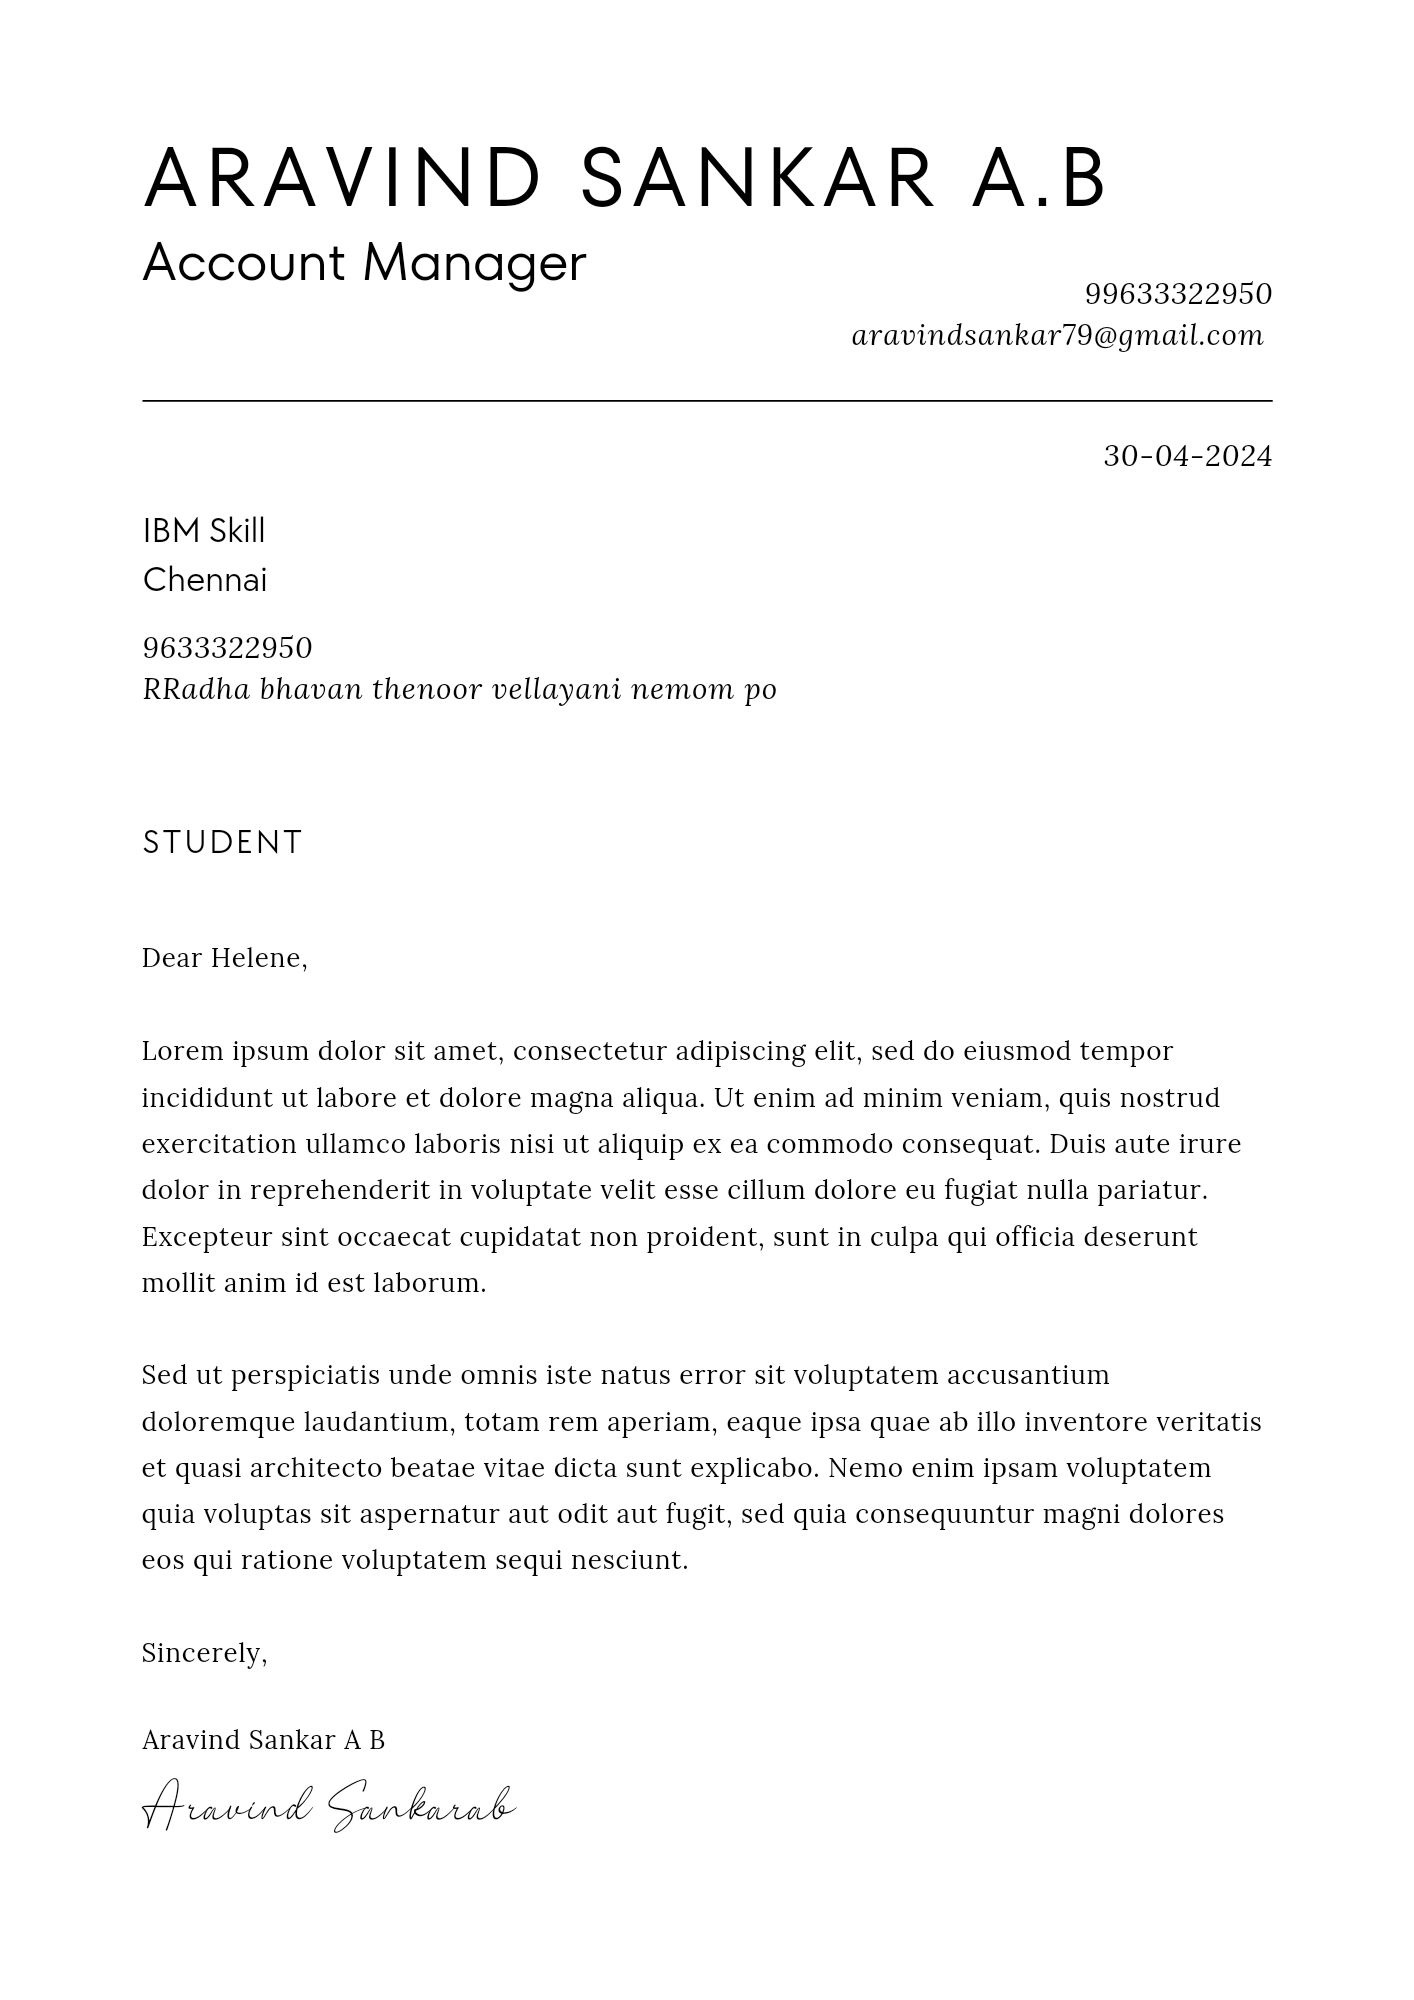 ARAVIND SANKAR A.B
Account Manager
99633322950
aravindsankar79@gmail.com
30-04-2024
IBM Skill
Chennai
9633322950
RRadha bhavan thenoor vellayani nemom po
STUDENT
Dear Helene,
Lorem ipsum dolor sit amet, consectetur adipiscing elit, sed do eiusmod tempor
incididunt ut labore et dolore magna aliqua. Ut enim ad minim veniam, quis nostrud
exercitation ullamco laboris nisi ut aliquip ex ea commodo consequat. Duis aute irure
dolor in reprehenderit in voluptate velit esse cillum dolore eu fugiat nulla pariatur.
Excepteur sint occaecat cupidatat non proident, sunt in culpa qui officia deserunt
mollit anim id est laborum.
Sed ut perspiciatis unde omnis iste natus error sit voluptatem accusantium
doloremque laudantium, totam rem aperiam, eaque ipsa quae ab illo inventore veritatis
et quasi architecto beatae vitae dicta sunt explicabo. Nemo enim ipsam voluptatem
quia voluptas sit aspernatur aut odit aut fugit, sed quia consequuntur magni dolores
eos qui ratione voluptatem sequi nesciunt.
Sincerely,
Aravind Sankar A B
Aravind Sankarab